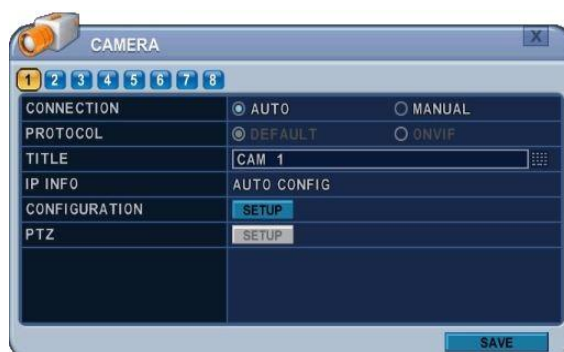 CAMERA X
1 2 3 4 5 6 7 8
CONNECTION AUTO MANUAL
PROTOCOL DEFAULT ONVIF
TITLE CAM 1
IP INFO AUTO CONFIG
CONFIGURATION SETUP
PTZ SETUP
SAVE